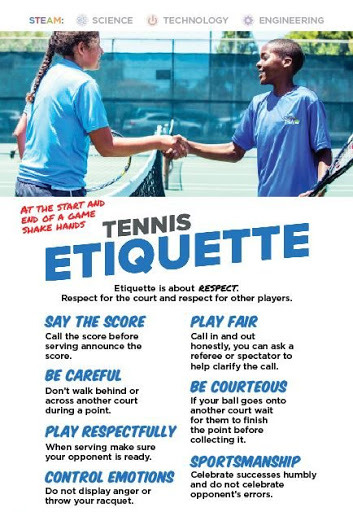 STEAM: SCIENCE TECHNOLOGY ENGINEERING
AT THE START AND
END OF A GAME
SHAKE HANDS
TENNIS
ETIQUETTE
Etiquette is about RESPECT.
Respect for the court and respect for other players.
SAY THE SCORE
Call the score before
serving announce the
score.
BE CAREFUL
Don't walk behind or
across another court
during a point.
PLAY RESPECTFULLY
When serving make sure
your opponent is ready.
CONTROL EMOTIONS
Do not display anger or
throw your racquet.
PLAY FAIR
Call in and out
honestly, you can ask a
referee or spectator to
help clarify the call.
BE COURTEOUS
If your ball goes onto
another court wait
for them to finish
the point before
collecting it.
SPORTSMANSHIP
Celebrate successes humbly
and do not celebrate
opponent's errors.